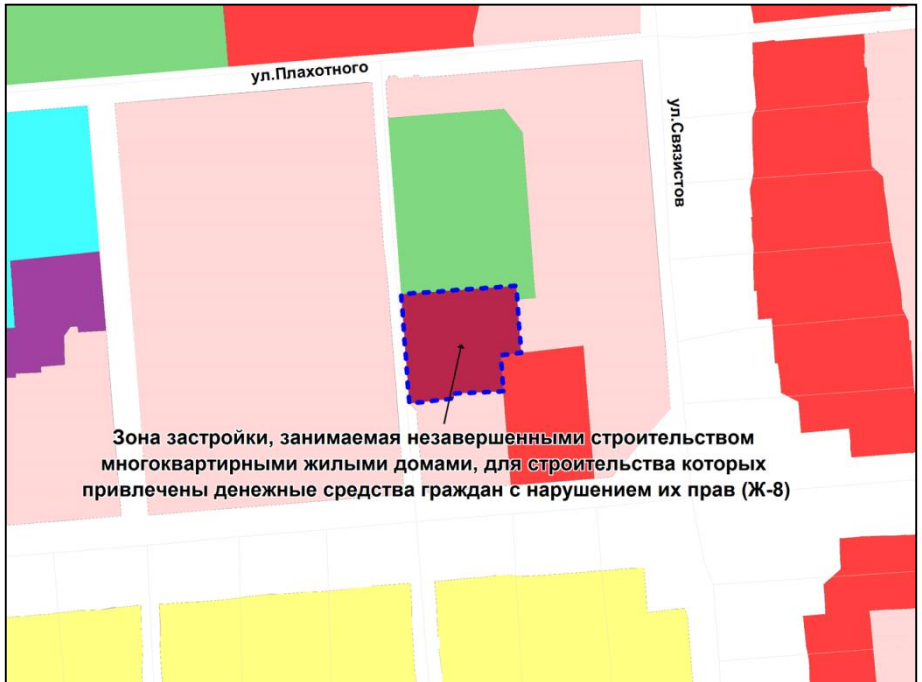 ул.Плахотного
ул.Связистов
Зона застройки, занимаемая незавершенными строительством
многоквартирными жилыми домами, для строительства которых
привлечены денежные средства граждан с нарушением их прав (Ж-8)